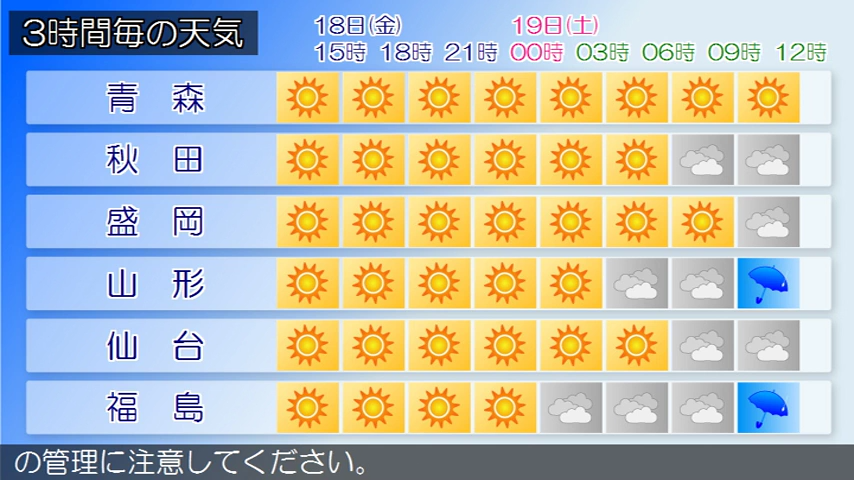 3時間毎の天気
18日(金) 19日(土)
15時 18時 21時 00時 03時 06時 09時 12時
青森
秋田
盛岡
山形
仙台
福島
の管理に注意してください。